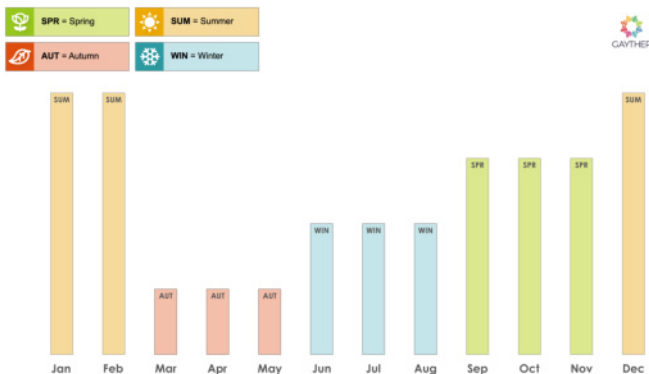 SPR = Spring
SUM = Summer
AUT = Autumn
WIN = Winter
GAYTHER
SUM
SUM
SUM
SPR
SPR
SPR
WIN
WIN
WIN
AUT
AUT
AUT
Jan Feb Mar Apr May Jun Jul Aug Sep Oct Nov Dec